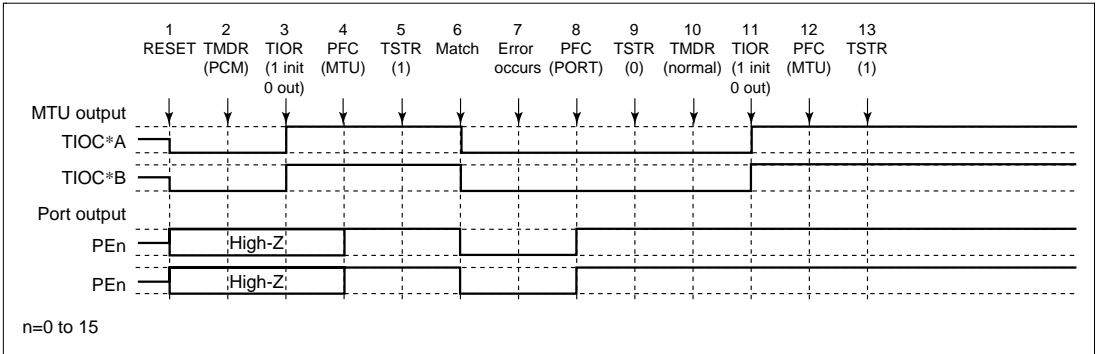 1 2 3 4 5 6 7 8 9 10 11 12 13
RESET TMDR TIOR PFC TSTR Match Error PFC TSTR TMDR TIOR PFC TSTR
(PCM) (1 init (MTU) (1) occurs (PORT) (0) (normal) (1 init (MTU) (1)
0 out) 0 out)
MTU output
TIOC*A
TIOC*B
Port output
PEn High-Z
PEn High-Z
n=0 to 15